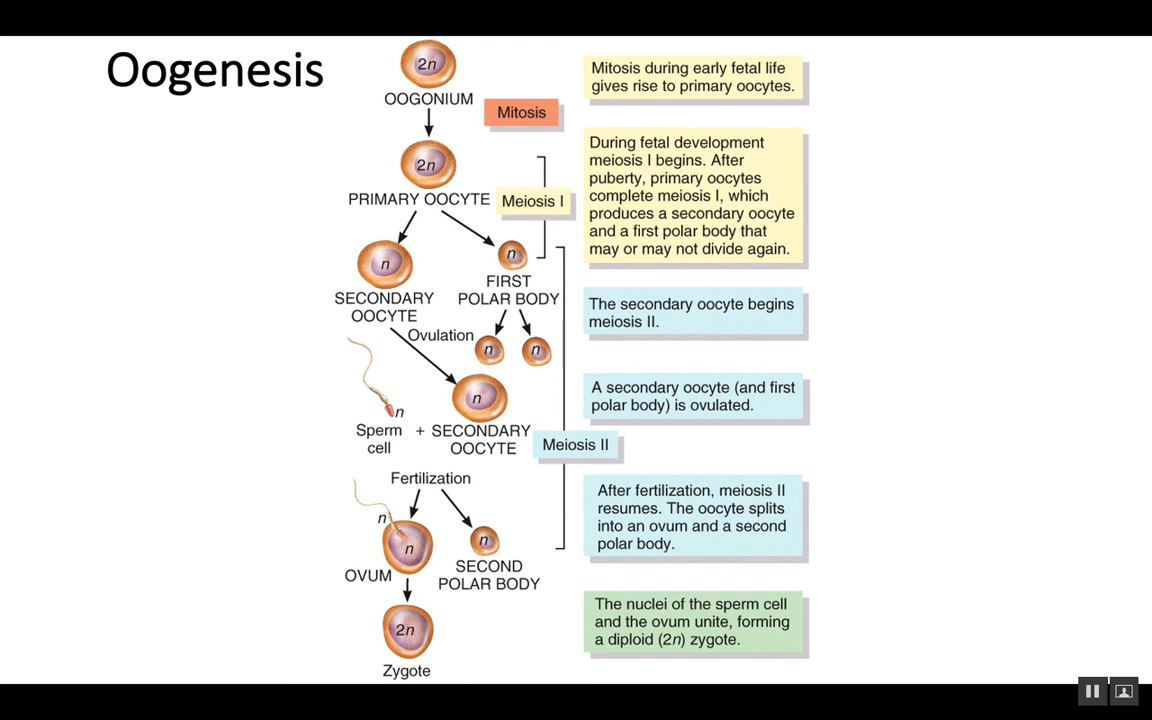 Oogenesis
2n
OOGONIUM
Mitosis
Mitosis during early fetal life
gives rise to primary oocytes.
2n
PRIMARY OOCYTE
Meiosis I
During fetal development
meiosis I begins. After
puberty, primary oocytes
complete meiosis I, which
produces a secondary oocyte
and a first polar body that
may or may not divide again.
n
n
SECONDARY
OOCYTE
FIRST
POLAR BODY
The secondary oocyte begins
meiosis II.
Ovulation
n
n
n
n
Sperm
cell
+
SECONDARY
OOCYTE
A secondary oocyte (and first
polar body) is ovulated.
Meiosis II
Fertilization
n
n
n
OVUM
SECOND
POLAR BODY
After fertilization, meiosis II
resumes. The oocyte splits
into an ovum and a second
polar body.
2n
Zygote
The nuclei of the sperm cell
and the ovum unite, forming
a diploid (2n) zygote.